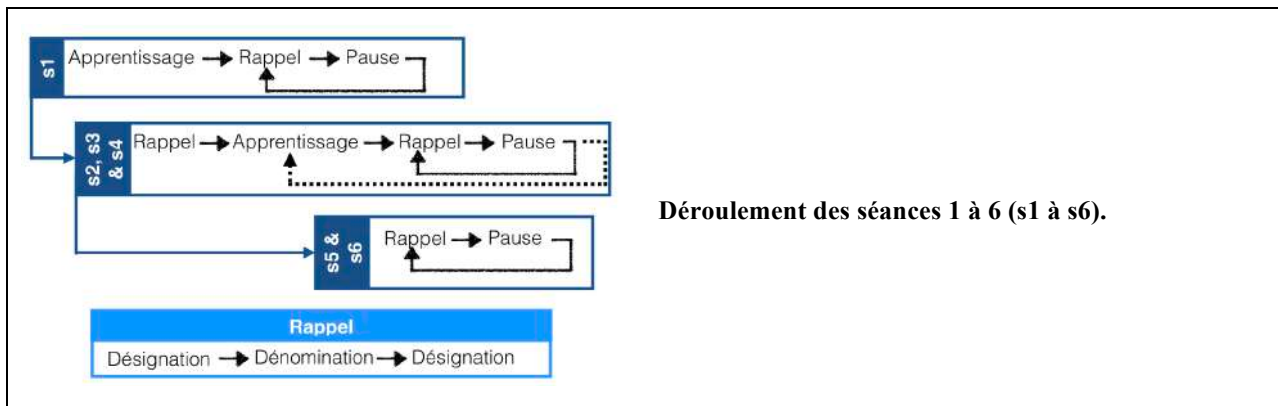 s1
Apprentissage Rappel Pause
s2, s3
& s4
Rappel Apprentissage Rappel Pause
Déroulement des séances 1 à 6 (s1 à s6).
s5 &
s6
Rappel Pause
Rappel
Désignation Dénomination Désignation